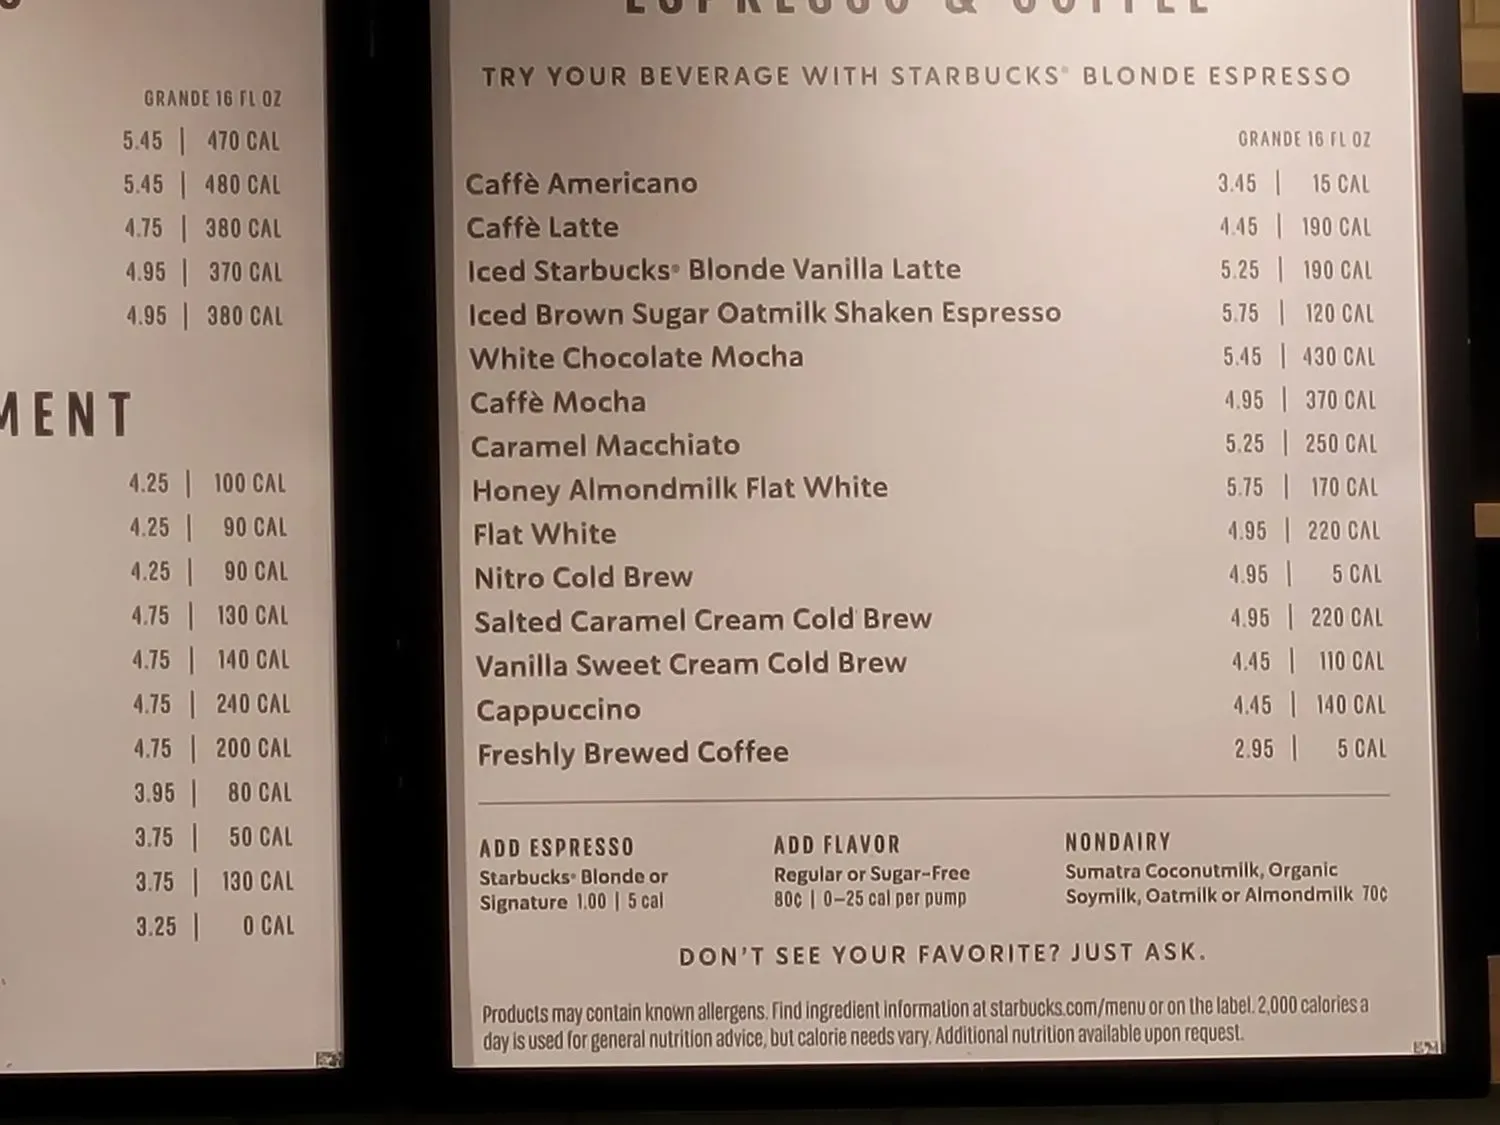 GRANDE 16 FL OZ
5.45 | 470 CAL
5.45 | 480 CAL
4.75 | 380 CAL
4.95 | 370 CAL
4.95 | 380 CAL
MENT
4.25 | 100 CAL
4.25 | 90 CAL
4.25 | 90 CAL
4.75 | 130 CAL
4.75 | 140 CAL
4.75 | 240 CAL
4.75 | 200 CAL
3.95 | 80 CAL
3.75 | 50 CAL
3.75 | 130 CAL
3.25 | 0 CAL
ESPRESSO & COFFEE
TRY YOUR BEVERAGE WITH STARBUCKS® BLONDE ESPRESSO
GRANDE 16 FL OZ
Caffè Americano 3.45 | 15 CAL
Caffè Latte 4.45 | 190 CAL
Iced Starbucks® Blonde Vanilla Latte 5.25 | 190 CAL
Iced Brown Sugar Oatmilk Shaken Espresso 5.75 | 120 CAL
White Chocolate Mocha 5.45 | 430 CAL
Caffè Mocha 4.95 | 370 CAL
Caramel Macchiato 5.25 | 250 CAL
Honey Almondmilk Flat White 5.75 | 170 CAL
Flat White 4.95 | 220 CAL
Nitro Cold Brew 4.95 | 5 CAL
Salted Caramel Cream Cold Brew 4.95 | 220 CAL
Vanilla Sweet Cream Cold Brew 4.45 | 110 CAL
Cappuccino 4.45 | 140 CAL
Freshly Brewed Coffee 2.95 | 5 CAL
ADD ESPRESSO
Starbucks® Blonde or
Signature 1.00 | 5 cal
ADD FLAVOR
Regular or Sugar-Free
80¢ | 0–25 cal per pump
NONDAIRY
Sumatra Coconutmilk, Organic
Soymilk, Oatmilk or Almondmilk 70¢
DON'T SEE YOUR FAVORITE? JUST ASK.
Products may contain known allergens. Find ingredient information at starbucks.com/menu or on the label. 2,000 calories a
day is used for general nutrition advice, but calorie needs vary. Additional nutrition available upon request.